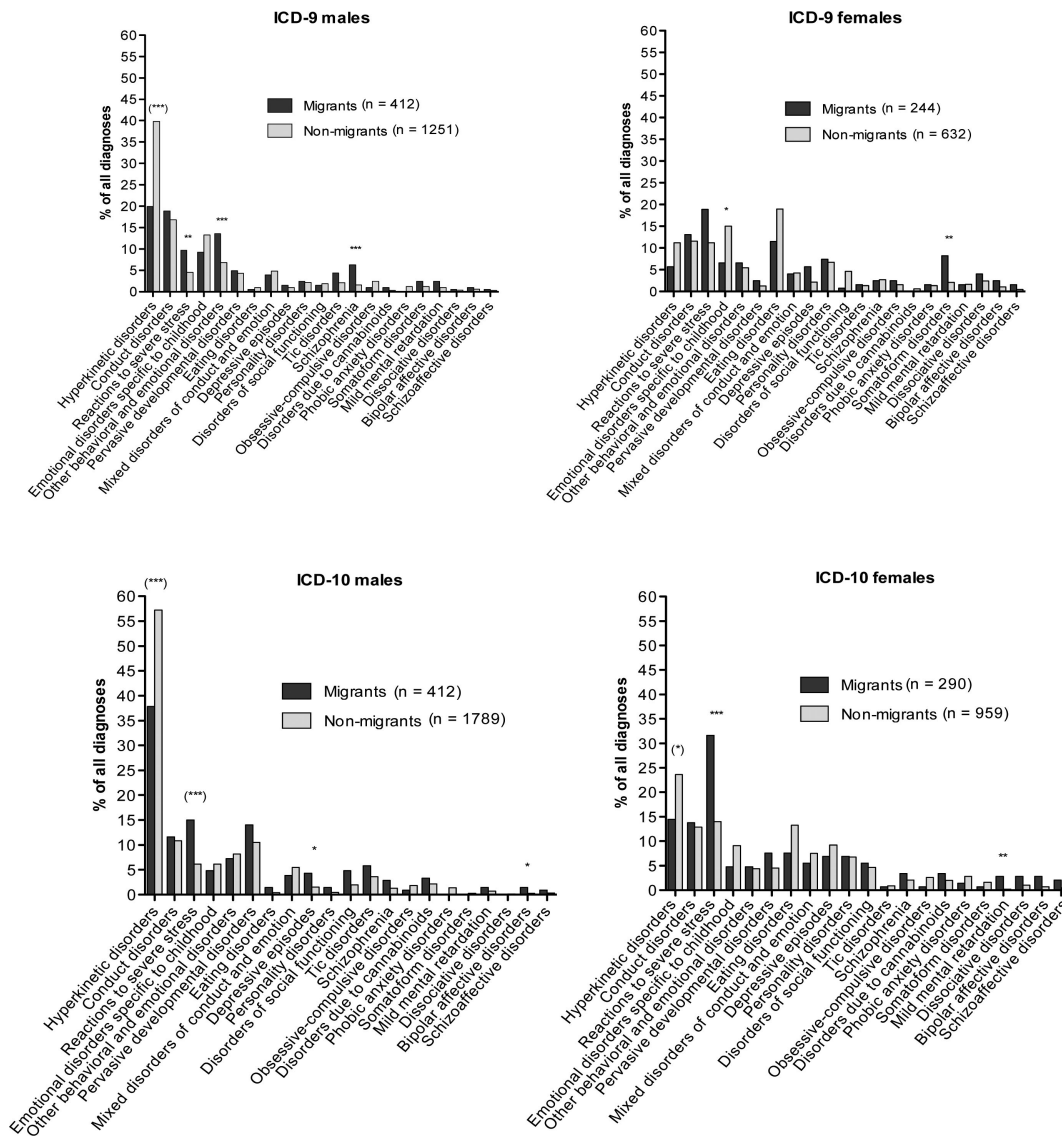 ICD-9 males
% of all diagnoses
60
55
50
45
40
35
30
25
20
15
10
5
0
Migrants (n = 412)
Non-migrants (n = 1251)
(***)
**
***
***
Hyperkinetic disorders
Conduct disorders
Reactions to severe stress
Emotional disorders specific to childhood
Other behavioral and emotional disorders
Pervasive developmental disorders
Eating disorders
Mixed disorders of conduct and emotion
Depressive episodes
Personality disorders
Disorders of social functioning
Tic disorders
Schizophrenia
Obsessive-compulsive disorders
Disorders due to cannabinoids
Phobic anxiety disorders
Somatoform disorders
Mild mental retardation
Dissociative disorders
Bipolar affective disorders
Schizoaffective disorders
ICD-9 females
% of all diagnoses
60
55
50
45
40
35
30
25
20
15
10
5
0
Migrants (n = 244)
Non-migrants (n = 632)
*
**
Hyperkinetic disorders
Conduct disorders
Reactions to severe stress
Emotional disorders specific to childhood
Other behavioral and emotional disorders
Pervasive developmental disorders
Eating disorders
Mixed disorders of conduct and emotion
Depressive episodes
Personality disorders
Disorders of social functioning
Tic disorders
Schizophrenia
Obsessive-compulsive disorders
Disorders due to cannabinoids
Phobic anxiety disorders
Somatoform disorders
Mild mental retardation
Dissociative disorders
Bipolar affective disorders
Schizoaffective disorders
ICD-10 males
% of all diagnoses
60
55
50
45
40
35
30
25
20
15
10
5
0
Migrants (n = 412)
Non-migrants (n = 1789)
(***)
(***)
*
*
Hyperkinetic disorders
Conduct disorders
Reactions to severe stress
Emotional disorders specific to childhood
Other behavioral and emotional disorders
Pervasive developmental disorders
Eating disorders
Mixed disorders of conduct and emotion
Depressive episodes
Personality disorders
Disorders of social functioning
Tic disorders
Schizophrenia
Obsessive-compulsive disorders
Disorders due to cannabinoids
Phobic anxiety disorders
Somatoform disorders
Mild mental retardation
Dissociative disorders
Bipolar affective disorders
Schizoaffective disorders
ICD-10 females
% of all diagnoses
60
55
50
45
40
35
30
25
20
15
10
5
0
Migrants (n = 290)
Non-migrants (n = 959)
(*)
***
**
Hyperkinetic disorders
Conduct disorders
Reactions to severe stress
Emotional disorders specific to childhood
Other behavioral and emotional disorders
Pervasive developmental disorders
Eating disorders
Mixed disorders of conduct and emotion
Depressive episodes
Personality disorders
Disorders of social functioning
Tic disorders
Schizophrenia
Obsessive-compulsive disorders
Disorders due to cannabinoids
Phobic anxiety disorders
Somatoform disorders
Mild mental retardation
Dissociative disorders
Bipolar affective disorders
Schizoaffective disorders